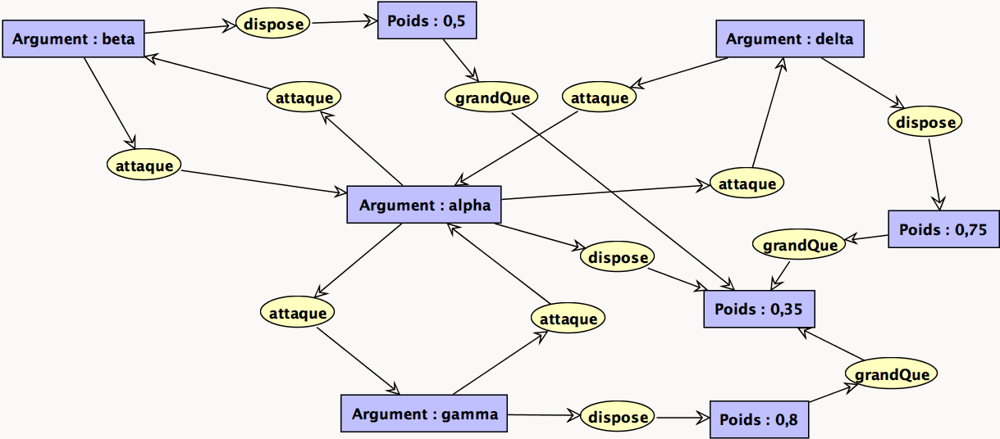 dispose
Poids : 0,5
Argument : beta
Argument : delta
attaque
grandQue
attaque
dispose
attaque
attaque
Argument : alpha
Poids : 0,75
grandQue
dispose
attaque
attaque
Poids : 0,35
grandQue
Argument : gamma
dispose
Poids : 0,8